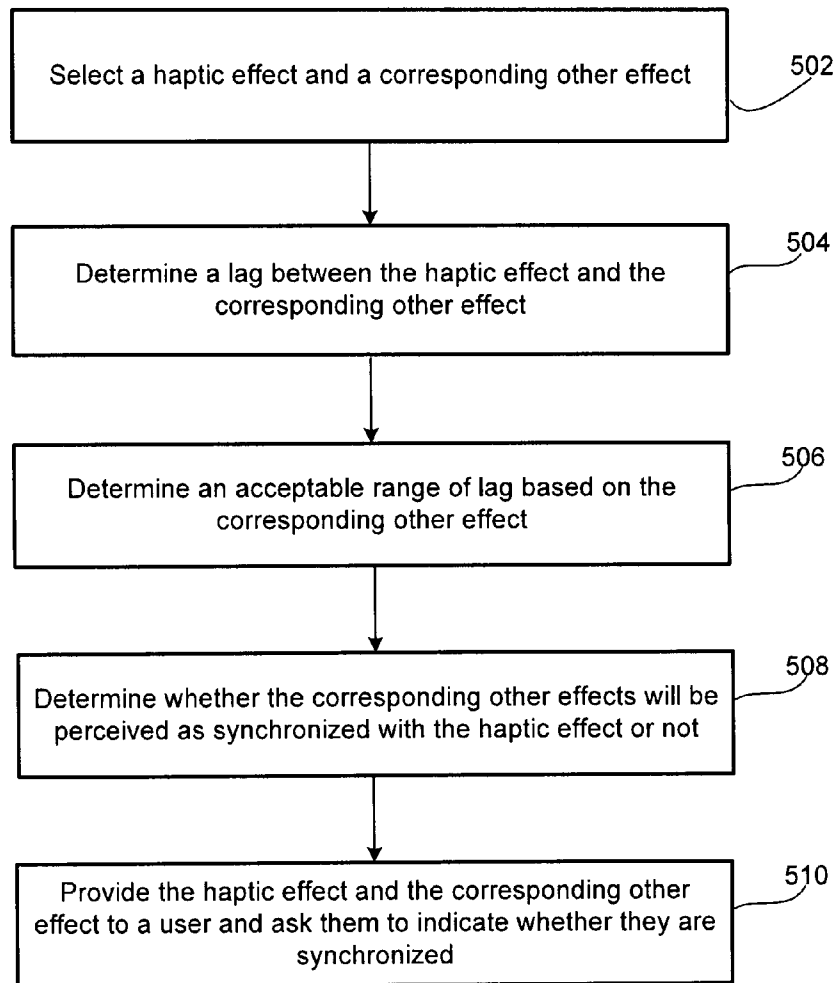 Select a haptic effect and a corresponding other effect
502
Determine a lag between the haptic effect and the
corresponding other effect
504
Determine an acceptable range of lag based on the
corresponding other effect
506
Determine whether the corresponding other effects will be
perceived as synchronized with the haptic effect or not
508
Provide the haptic effect and the corresponding other
effect to a user and ask them to indicate whether they are
synchronized
510